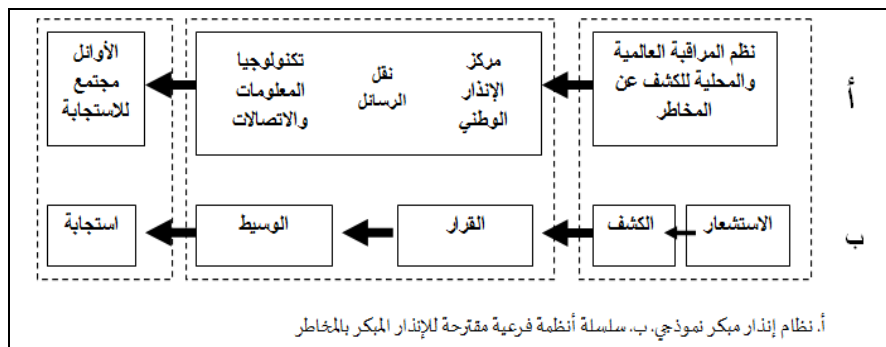 نظم المراقبة العالمية
والمحلية للكشف عن
المخاطر
مركز
الإنذار
الوطني
نقل
الرسائل
تكنولوجيا
المعلومات
والاتصالات
الأوائل
مجتمع
للاستجابة
أ
الاستشعار
الكشف
القرار
الوسيط
استجابة
ب
أ. نظام إنذار مبكر نموذجي. ب. سلسلة أنظمة فرعية مقترحة للإنذار المبكر بالمخاطر